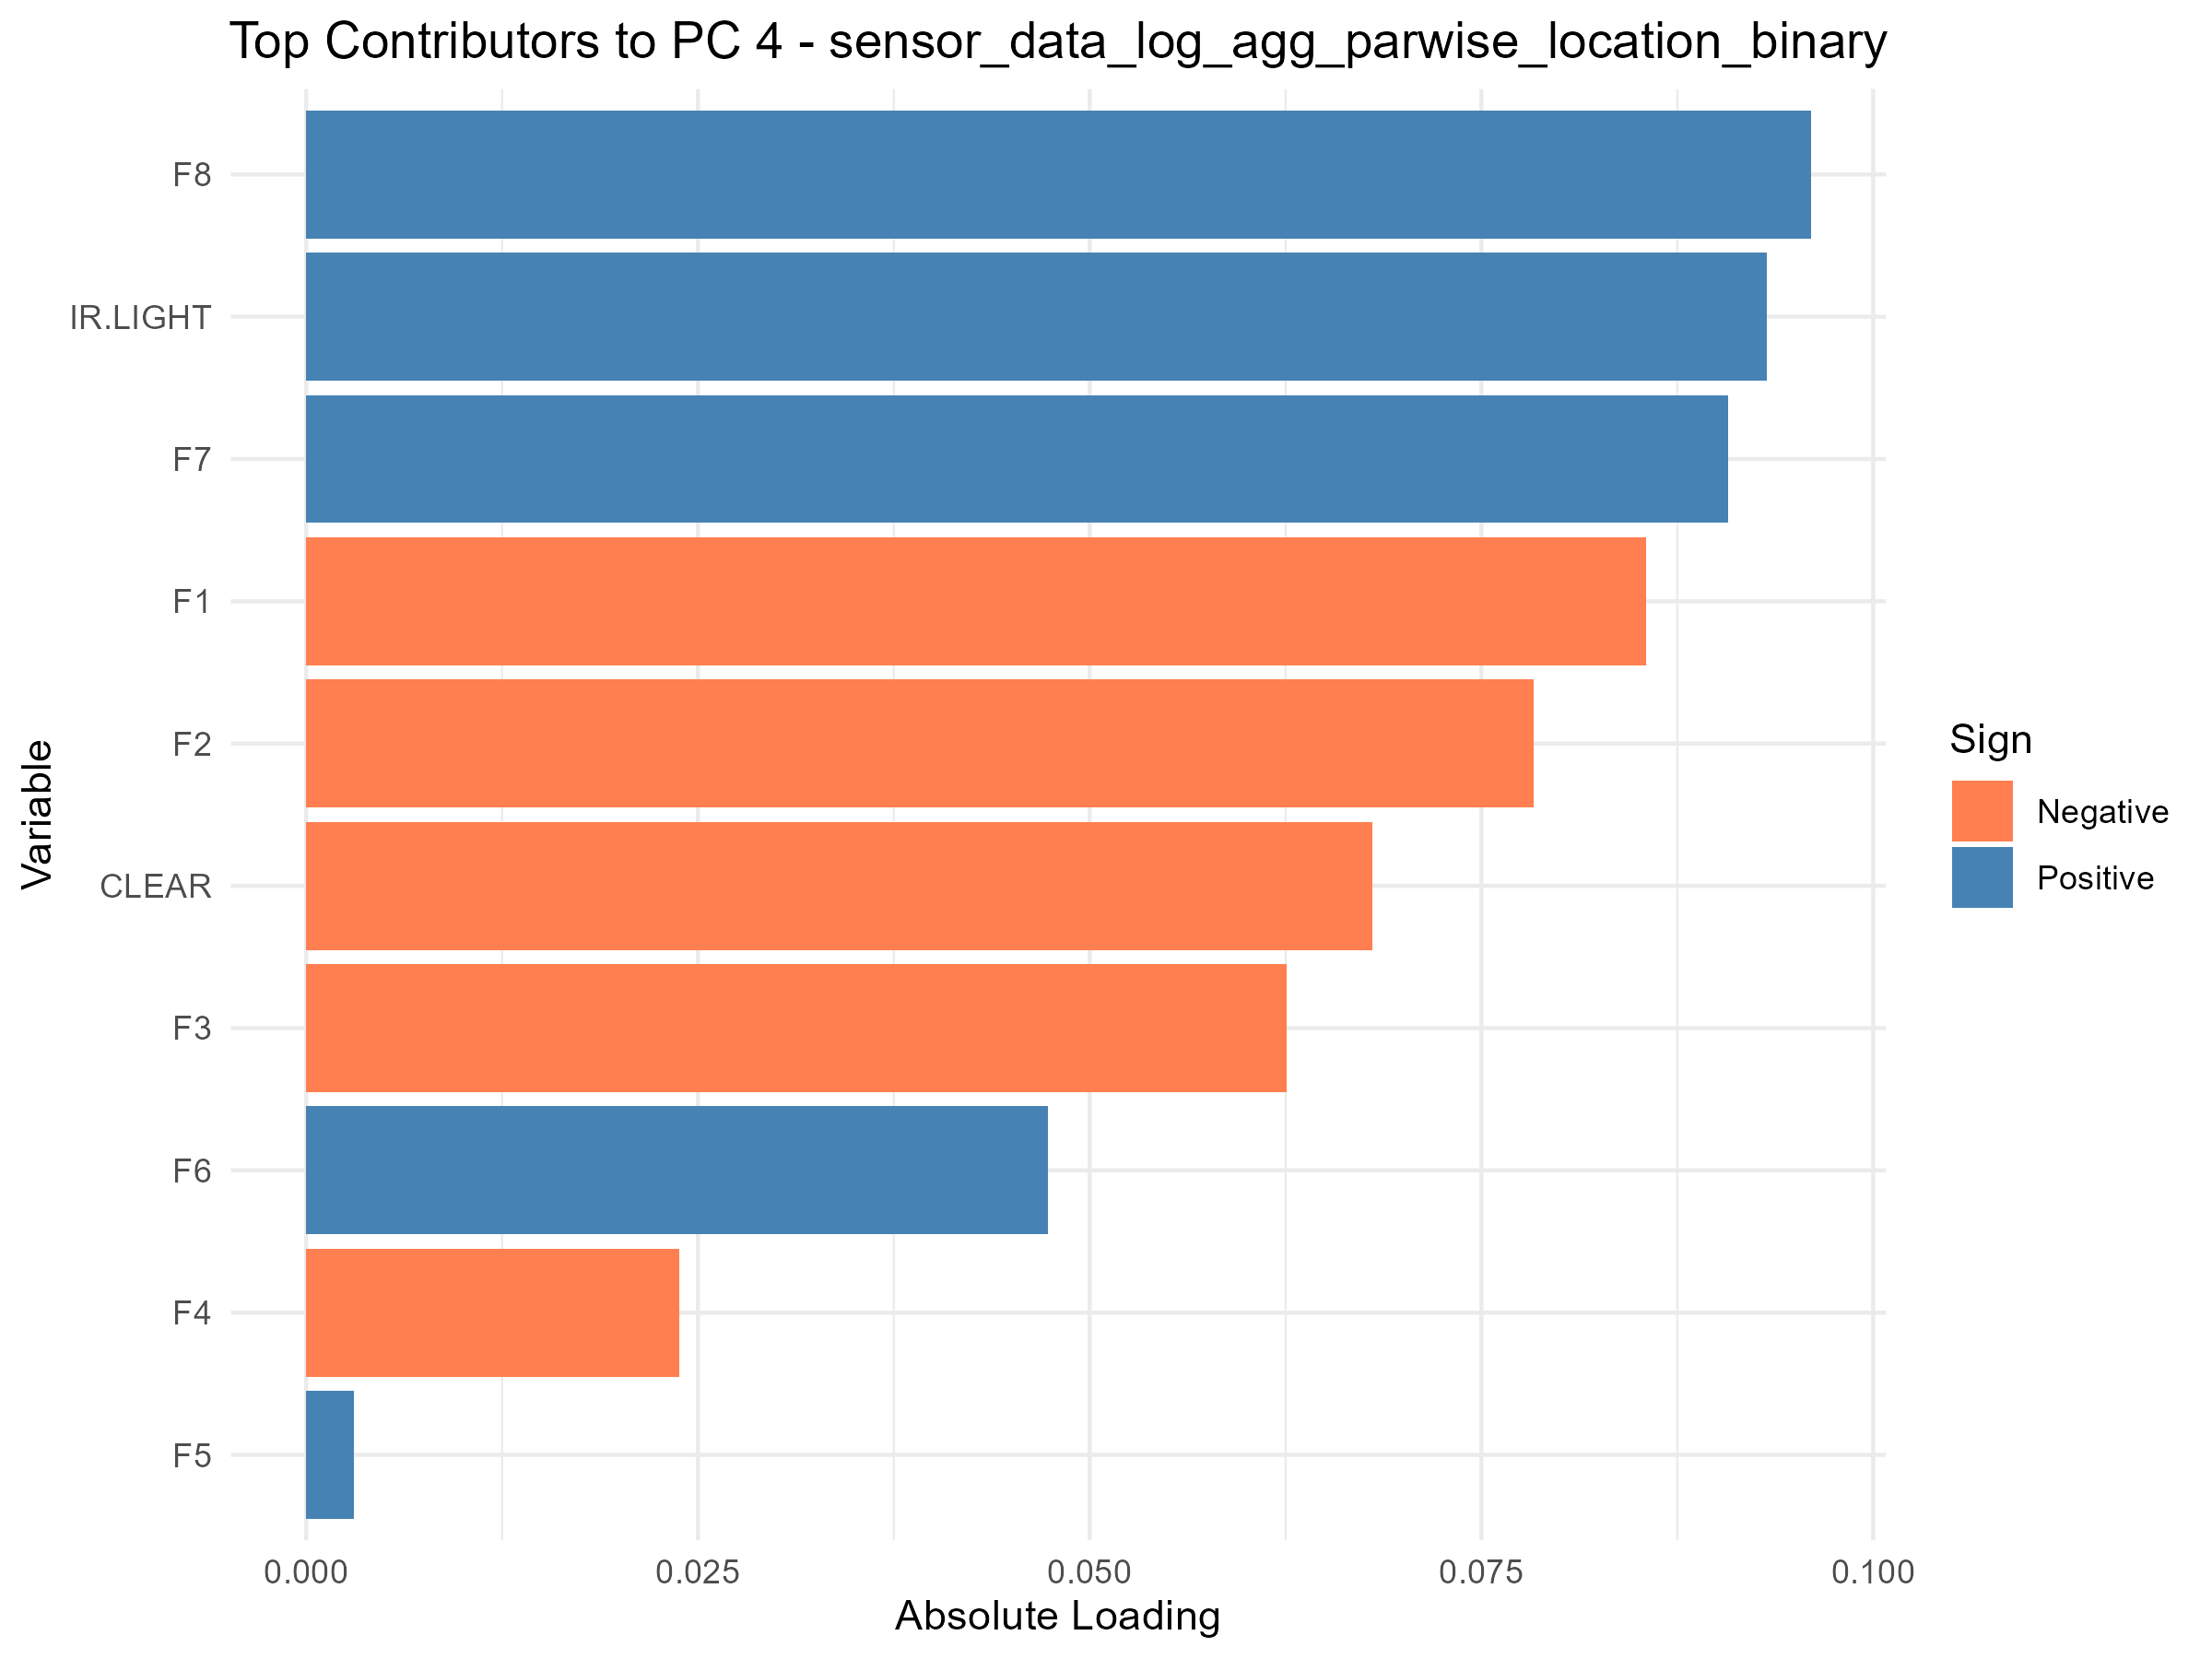 Top Contributors to PC 4 - sensor_data_log_agg_parwise_location_binary
Variable
F8
IR.LIGHT
F7
F1
F2
CLEAR
F3
F6
F4
F5
0.000 0.025 0.050 0.075 0.100
Absolute Loading
Sign
Negative
Positive